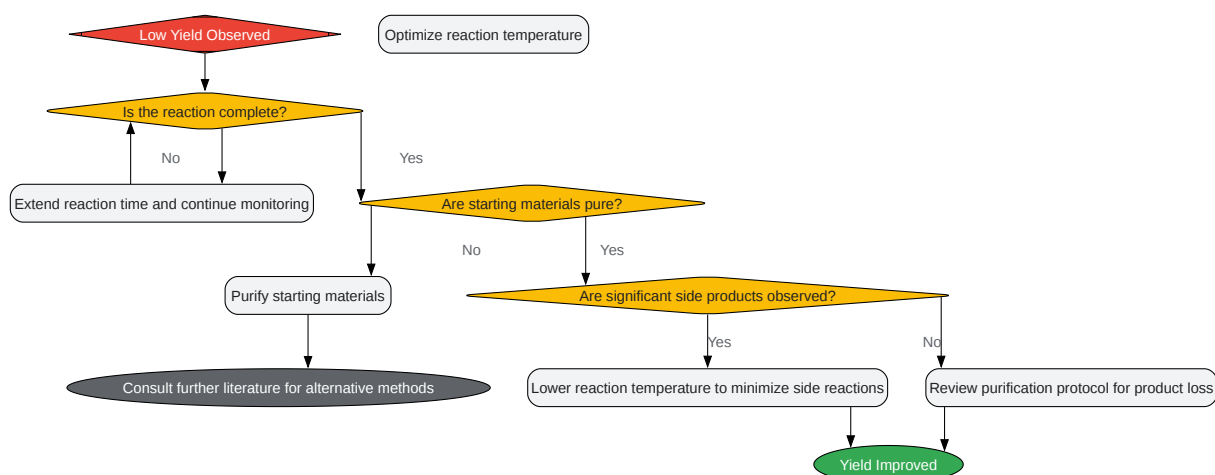 Low Yield Observed
Optimize reaction temperature
Is the reaction complete?
No
Yes
Extend reaction time and continue monitoring
Are starting materials pure?
No
Yes
Purify starting materials
Are significant side products observed?
Yes
No
Consult further literature for alternative methods
Lower reaction temperature to minimize side reactions
Review purification protocol for product loss
Yield Improved